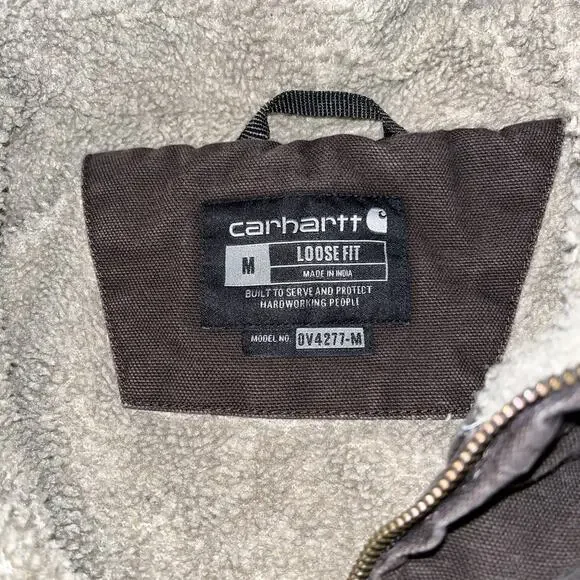 carhartt
M LOOSE FIT
MADE IN INDIA
BUILT TO SERVE AND PROTECT
HARDWORKING PEOPLE
MODEL NO. OV4277-M